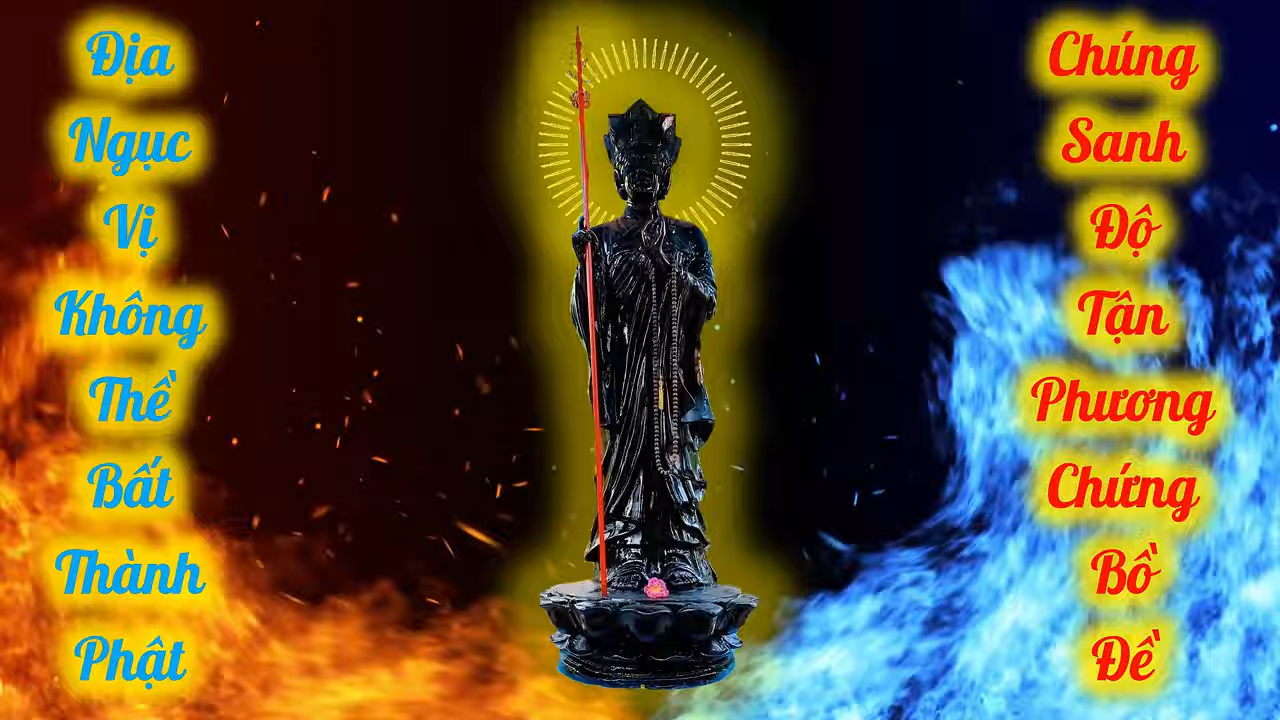 Địa
Ngục
Vị
Không
Thề
Bất
Thành
Phật
Chúng
Sanh
Độ
Tận
Phương
Chứng
Bồ
Đề